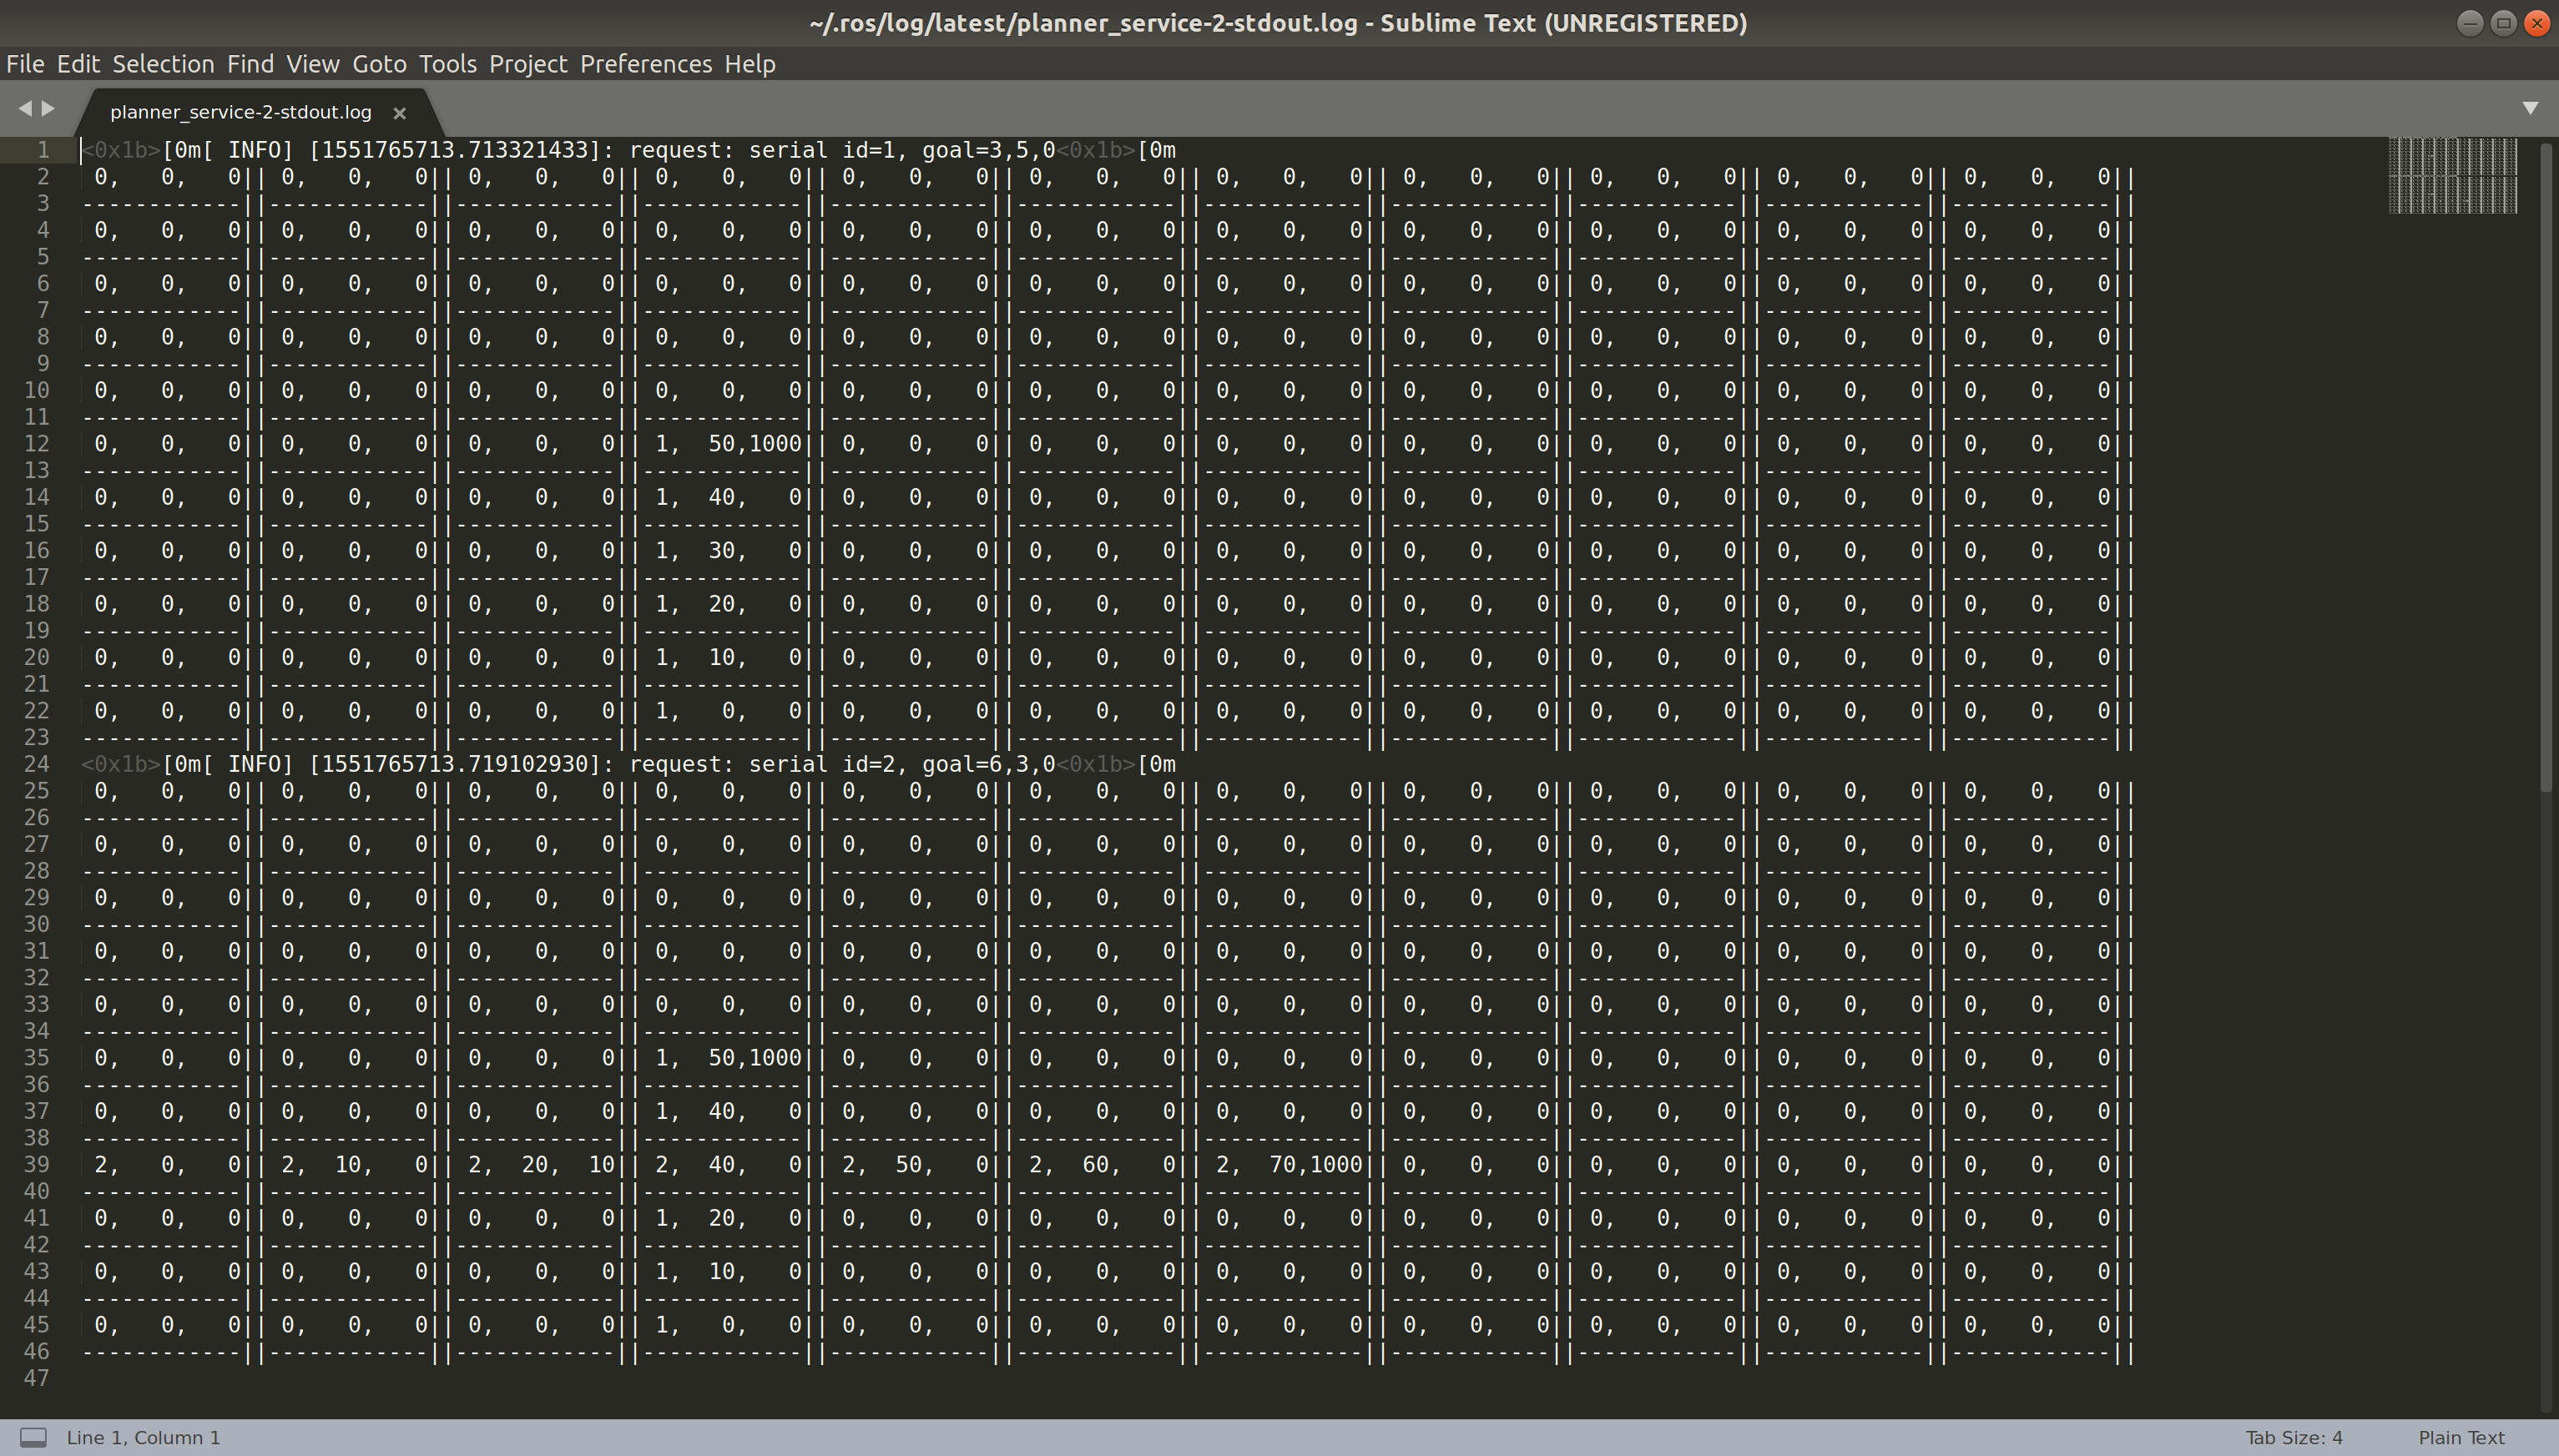 ~/.ros/log/latest/planner_service-2-stdout.log - Sublime Text (UNREGISTERED)
File Edit Selection Find View Goto Tools Project Preferences Help
planner_service-2-stdout.log ×
1 <0x1b>[0m[ INFO] [1551765713.713321433]: request: serial id=1, goal=3,5,0<0x1b>[0m
2  0,   0,   0|| 0,   0,   0|| 0,   0,   0|| 0,   0,   0|| 0,   0,   0|| 0,   0,   0|| 0,   0,   0|| 0,   0,   0|| 0,   0,   0|| 0,   0,   0|| 0,   0,   0||
3 ------------||------------||------------||------------||------------||------------||------------||------------||------------||------------||------------||
4  0,   0,   0|| 0,   0,   0|| 0,   0,   0|| 0,   0,   0|| 0,   0,   0|| 0,   0,   0|| 0,   0,   0|| 0,   0,   0|| 0,   0,   0|| 0,   0,   0|| 0,   0,   0||
5 ------------||------------||------------||------------||------------||------------||------------||------------||------------||------------||------------||
6  0,   0,   0|| 0,   0,   0|| 0,   0,   0|| 0,   0,   0|| 0,   0,   0|| 0,   0,   0|| 0,   0,   0|| 0,   0,   0|| 0,   0,   0|| 0,   0,   0|| 0,   0,   0||
7 ------------||------------||------------||------------||------------||------------||------------||------------||------------||------------||------------||
8  0,   0,   0|| 0,   0,   0|| 0,   0,   0|| 0,   0,   0|| 0,   0,   0|| 0,   0,   0|| 0,   0,   0|| 0,   0,   0|| 0,   0,   0|| 0,   0,   0|| 0,   0,   0||
9 ------------||------------||------------||------------||------------||------------||------------||------------||------------||------------||------------||
10  0,   0,   0|| 0,   0,   0|| 0,   0,   0|| 0,   0,   0|| 0,   0,   0|| 0,   0,   0|| 0,   0,   0|| 0,   0,   0|| 0,   0,   0|| 0,   0,   0|| 0,   0,   0||
11 ------------||------------||------------||------------||------------||------------||------------||------------||------------||------------||------------||
12  0,   0,   0|| 0,   0,   0|| 0,   0,   0|| 1,  50,1000|| 0,   0,   0|| 0,   0,   0|| 0,   0,   0|| 0,   0,   0|| 0,   0,   0|| 0,   0,   0|| 0,   0,   0||
13 ------------||------------||------------||------------||------------||------------||------------||------------||------------||------------||------------||
14  0,   0,   0|| 0,   0,   0|| 0,   0,   0|| 1,  40,   0|| 0,   0,   0|| 0,   0,   0|| 0,   0,   0|| 0,   0,   0|| 0,   0,   0|| 0,   0,   0|| 0,   0,   0||
15 ------------||------------||------------||------------||------------||------------||------------||------------||------------||------------||------------||
16  0,   0,   0|| 0,   0,   0|| 0,   0,   0|| 1,  30,   0|| 0,   0,   0|| 0,   0,   0|| 0,   0,   0|| 0,   0,   0|| 0,   0,   0|| 0,   0,   0|| 0,   0,   0||
17 ------------||------------||------------||------------||------------||------------||------------||------------||------------||------------||------------||
18  0,   0,   0|| 0,   0,   0|| 0,   0,   0|| 1,  20,   0|| 0,   0,   0|| 0,   0,   0|| 0,   0,   0|| 0,   0,   0|| 0,   0,   0|| 0,   0,   0|| 0,   0,   0||
19 ------------||------------||------------||------------||------------||------------||------------||------------||------------||------------||------------||
20  0,   0,   0|| 0,   0,   0|| 0,   0,   0|| 1,  10,   0|| 0,   0,   0|| 0,   0,   0|| 0,   0,   0|| 0,   0,   0|| 0,   0,   0|| 0,   0,   0|| 0,   0,   0||
21 ------------||------------||------------||------------||------------||------------||------------||------------||------------||------------||------------||
22  0,   0,   0|| 0,   0,   0|| 0,   0,   0|| 1,   0,   0|| 0,   0,   0|| 0,   0,   0|| 0,   0,   0|| 0,   0,   0|| 0,   0,   0|| 0,   0,   0|| 0,   0,   0||
23 ------------||------------||------------||------------||------------||------------||------------||------------||------------||------------||------------||
24 <0x1b>[0m[ INFO] [1551765713.719102930]: request: serial id=2, goal=6,3,0<0x1b>[0m
25  0,   0,   0|| 0,   0,   0|| 0,   0,   0|| 0,   0,   0|| 0,   0,   0|| 0,   0,   0|| 0,   0,   0|| 0,   0,   0|| 0,   0,   0|| 0,   0,   0|| 0,   0,   0||
26 ------------||------------||------------||------------||------------||------------||------------||------------||------------||------------||------------||
27  0,   0,   0|| 0,   0,   0|| 0,   0,   0|| 0,   0,   0|| 0,   0,   0|| 0,   0,   0|| 0,   0,   0|| 0,   0,   0|| 0,   0,   0|| 0,   0,   0|| 0,   0,   0||
28 ------------||------------||------------||------------||------------||------------||------------||------------||------------||------------||------------||
29  0,   0,   0|| 0,   0,   0|| 0,   0,   0|| 0,   0,   0|| 0,   0,   0|| 0,   0,   0|| 0,   0,   0|| 0,   0,   0|| 0,   0,   0|| 0,   0,   0|| 0,   0,   0||
30 ------------||------------||------------||------------||------------||------------||------------||------------||------------||------------||------------||
31  0,   0,   0|| 0,   0,   0|| 0,   0,   0|| 0,   0,   0|| 0,   0,   0|| 0,   0,   0|| 0,   0,   0|| 0,   0,   0|| 0,   0,   0|| 0,   0,   0|| 0,   0,   0||
32 ------------||------------||------------||------------||------------||------------||------------||------------||------------||------------||------------||
33  0,   0,   0|| 0,   0,   0|| 0,   0,   0|| 0,   0,   0|| 0,   0,   0|| 0,   0,   0|| 0,   0,   0|| 0,   0,   0|| 0,   0,   0|| 0,   0,   0|| 0,   0,   0||
34 ------------||------------||------------||------------||------------||------------||------------||------------||------------||------------||------------||
35  0,   0,   0|| 0,   0,   0|| 0,   0,   0|| 1,  50,1000|| 0,   0,   0|| 0,   0,   0|| 0,   0,   0|| 0,   0,   0|| 0,   0,   0|| 0,   0,   0|| 0,   0,   0||
36 ------------||------------||------------||------------||------------||------------||------------||------------||------------||------------||------------||
37  0,   0,   0|| 0,   0,   0|| 0,   0,   0|| 1,  40,   0|| 0,   0,   0|| 0,   0,   0|| 0,   0,   0|| 0,   0,   0|| 0,   0,   0|| 0,   0,   0|| 0,   0,   0||
38 ------------||------------||------------||------------||------------||------------||------------||------------||------------||------------||------------||
39  2,   0,   0|| 2,  10,   0|| 2,  20,  10|| 2,  40,   0|| 2,  50,   0|| 2,  60,   0|| 2,  70,1000|| 0,   0,   0|| 0,   0,   0|| 0,   0,   0|| 0,   0,   0||
40 ------------||------------||------------||------------||------------||------------||------------||------------||------------||------------||------------||
41  0,   0,   0|| 0,   0,   0|| 0,   0,   0|| 1,  20,   0|| 0,   0,   0|| 0,   0,   0|| 0,   0,   0|| 0,   0,   0|| 0,   0,   0|| 0,   0,   0|| 0,   0,   0||
42 ------------||------------||------------||------------||------------||------------||------------||------------||------------||------------||------------||
43  0,   0,   0|| 0,   0,   0|| 0,   0,   0|| 1,  10,   0|| 0,   0,   0|| 0,   0,   0|| 0,   0,   0|| 0,   0,   0|| 0,   0,   0|| 0,   0,   0|| 0,   0,   0||
44 ------------||------------||------------||------------||------------||------------||------------||------------||------------||------------||------------||
45  0,   0,   0|| 0,   0,   0|| 0,   0,   0|| 1,   0,   0|| 0,   0,   0|| 0,   0,   0|| 0,   0,   0|| 0,   0,   0|| 0,   0,   0|| 0,   0,   0|| 0,   0,   0||
46 ------------||------------||------------||------------||------------||------------||------------||------------||------------||------------||------------||
47
Line 1, Column 1 Tab Size: 4 Plain Text